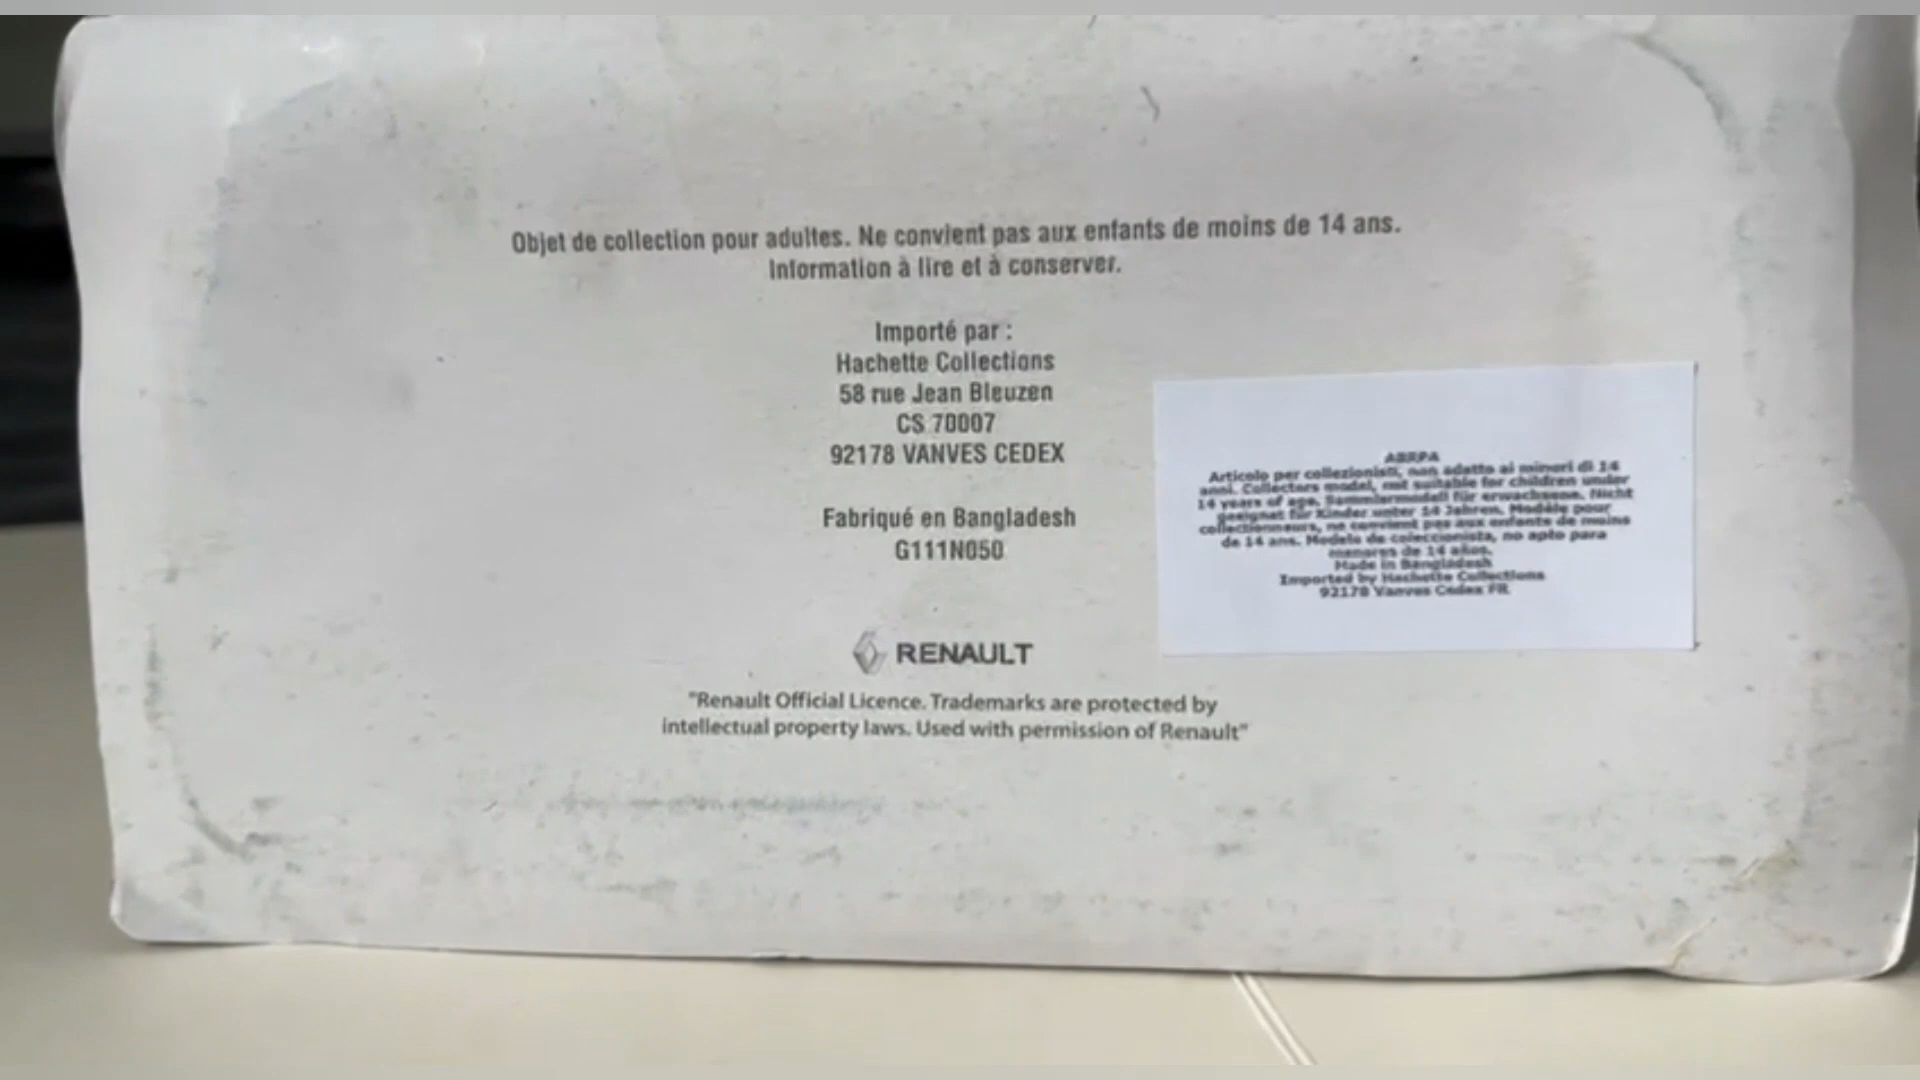 Objet de collection pour adultes. Ne convient pas aux enfants de moins de 14 ans.
Information à lire et à conserver.
Importé par :
Hachette Collections
58 rue Jean Bleuzen
CS 70007
92178 VANVES CEDEX
Fabriqué en Bangladesh
G111N050
RENAULT
"Renault Official Licence. Trademarks are protected by
intellectual property laws. Used with permission of Renault"
ABRPA
Articolo per collezionisti, non adatto ai minori di 14
anni. Collectors model, not suitable for children under
14 years of age. Sammlermodell für erwachsene. Nicht
geeignet für Kinder unter 14 Jahren. Modèle pour
collectionneurs, ne convient pas aux enfants de moins
de 14 ans. Modelo de coleccionista, no apto para
menores de 14 años.
Made in Bangladesh
Imported by Hachette Collections
92178 Vanves Cedex FR